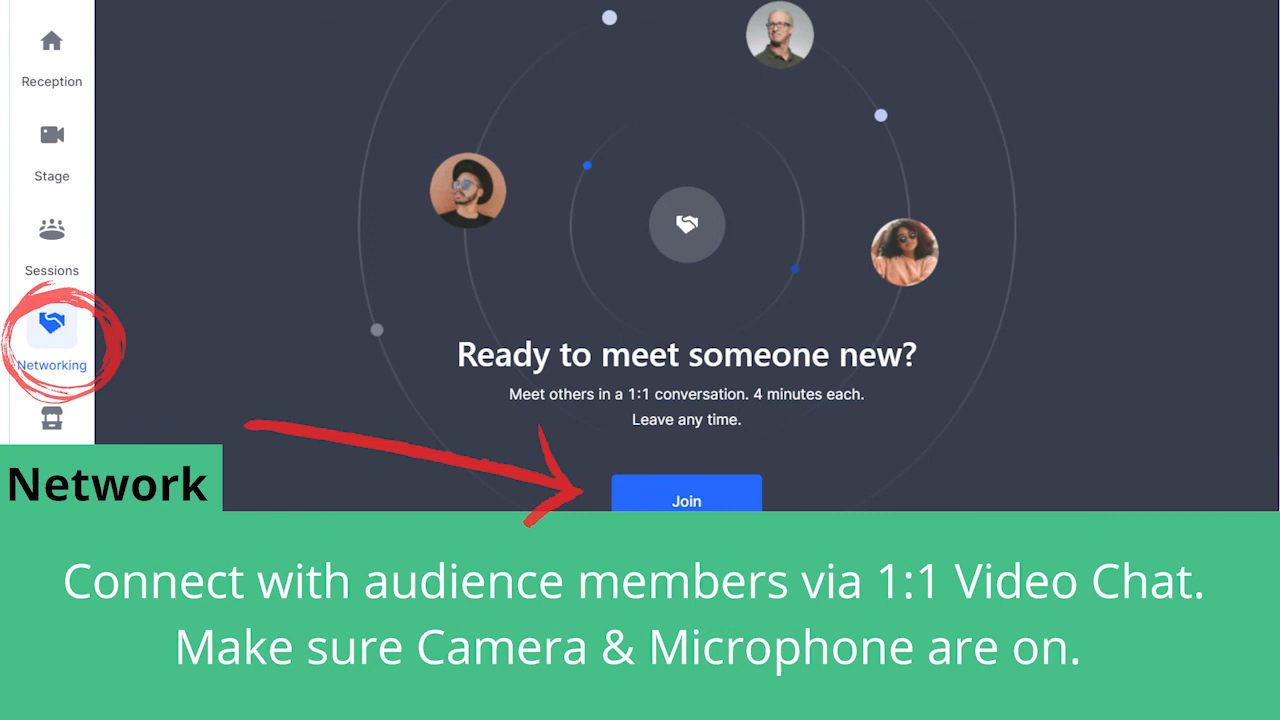 Reception
Stage
Sessions
Networking
Ready to meet someone new?
Meet others in a 1:1 conversation. 4 minutes each.
Leave any time.
Join
Network
Connect with audience members via 1:1 Video Chat.
Make sure Camera & Microphone are on.